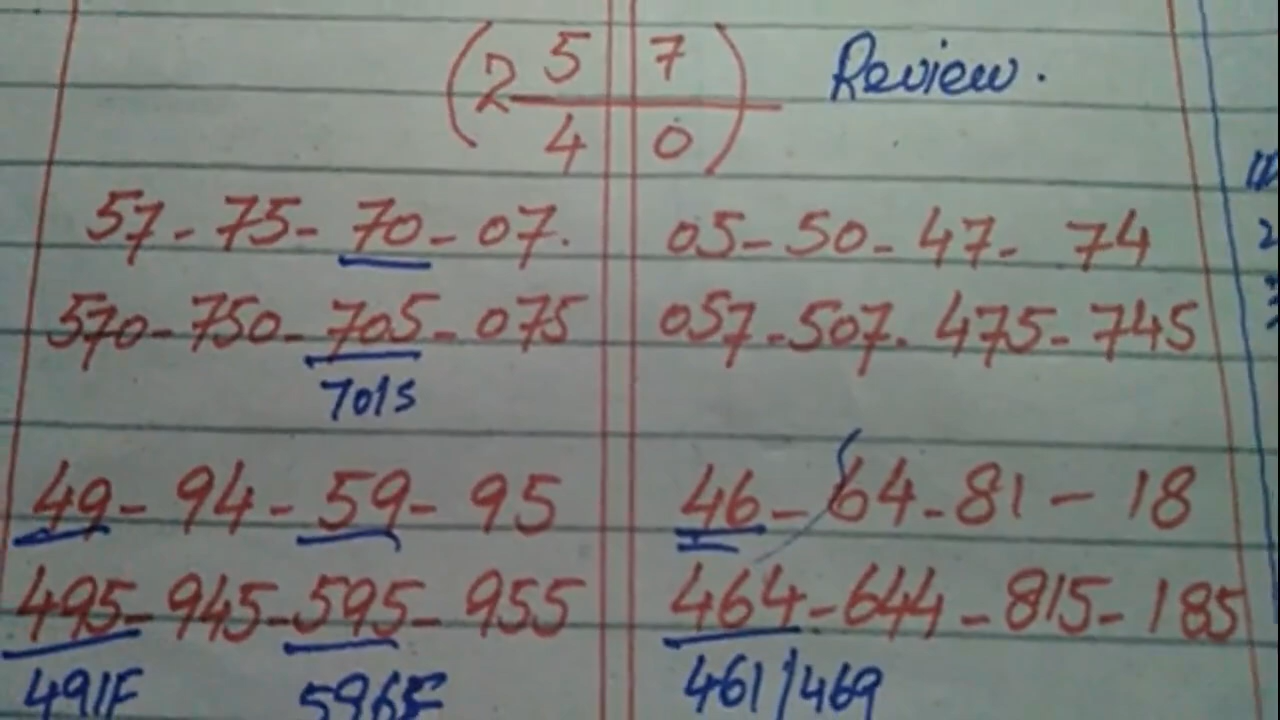 (2 5 7 Review.
4 0)
57-75-70-07. 05-50-47-74
570-750-705-075 057-507.475-745
701s
49-94-59-95 46-64-81-18
495-945-595-955 464-644-815-185
491F 461/469